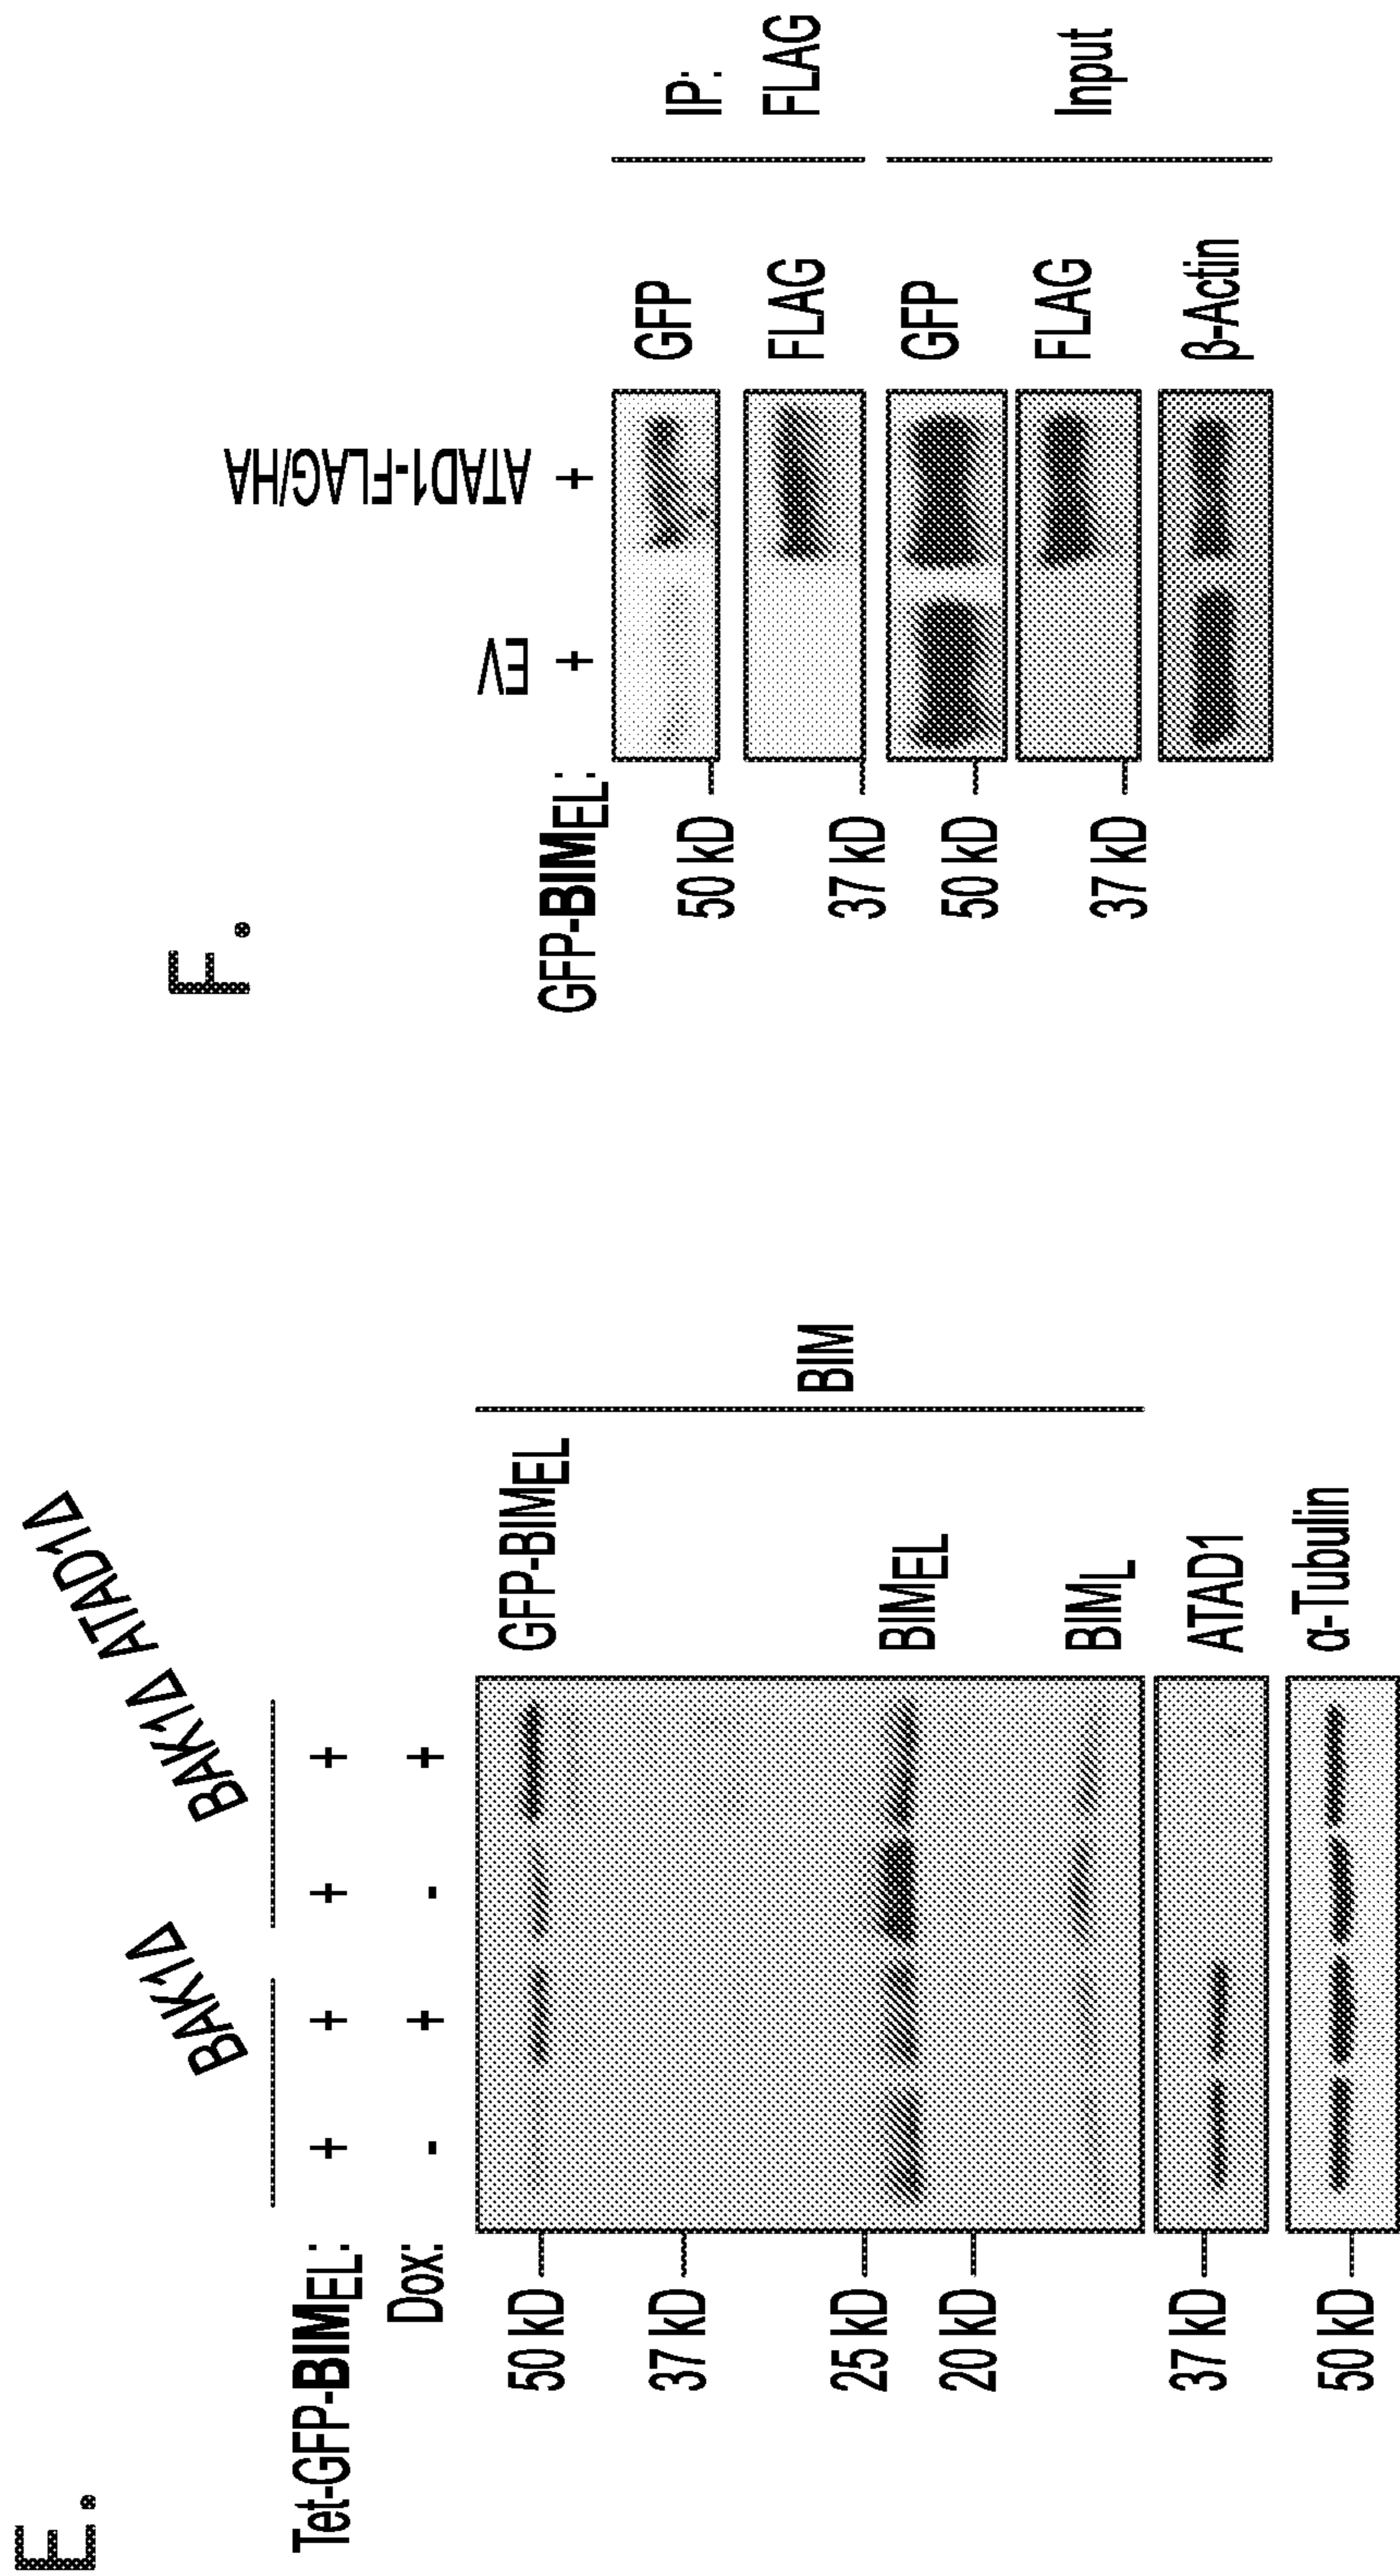 E.
BAK1Δ
BAK1Δ ATAD1Δ
Tet-GFP-BIMEL: + + + +
Dox: - + - +
50 kD
37 kD
25 kD
20 kD
37 kD
50 kD
GFP-BIMEL
BIMEL
BIML
BIM
ATAD1
α-Tubulin
F.
EV
ATAD1-FLAG/HA
GFP-BIMEL: + +
50 kD
37 kD
50 kD
37 kD
GFP
FLAG
GFP
FLAG
β-Actin
IP:
FLAG
Input